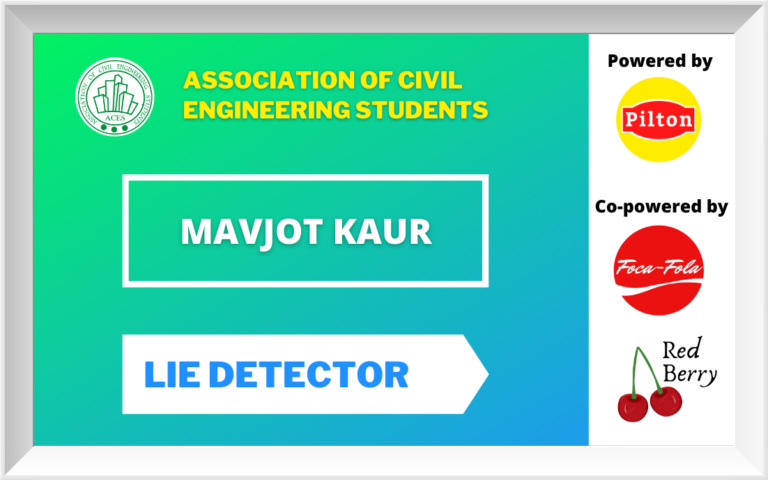 ASSOCIATION OF CIVIL ENGINEERING STUDENTS
ACES
ASSOCIATION OF CIVIL
ENGINEERING STUDENTS
MAVJOT KAUR
LIE DETECTOR
Powered by
Pilton
Co-powered by
Foca-Fola
Red
Berry